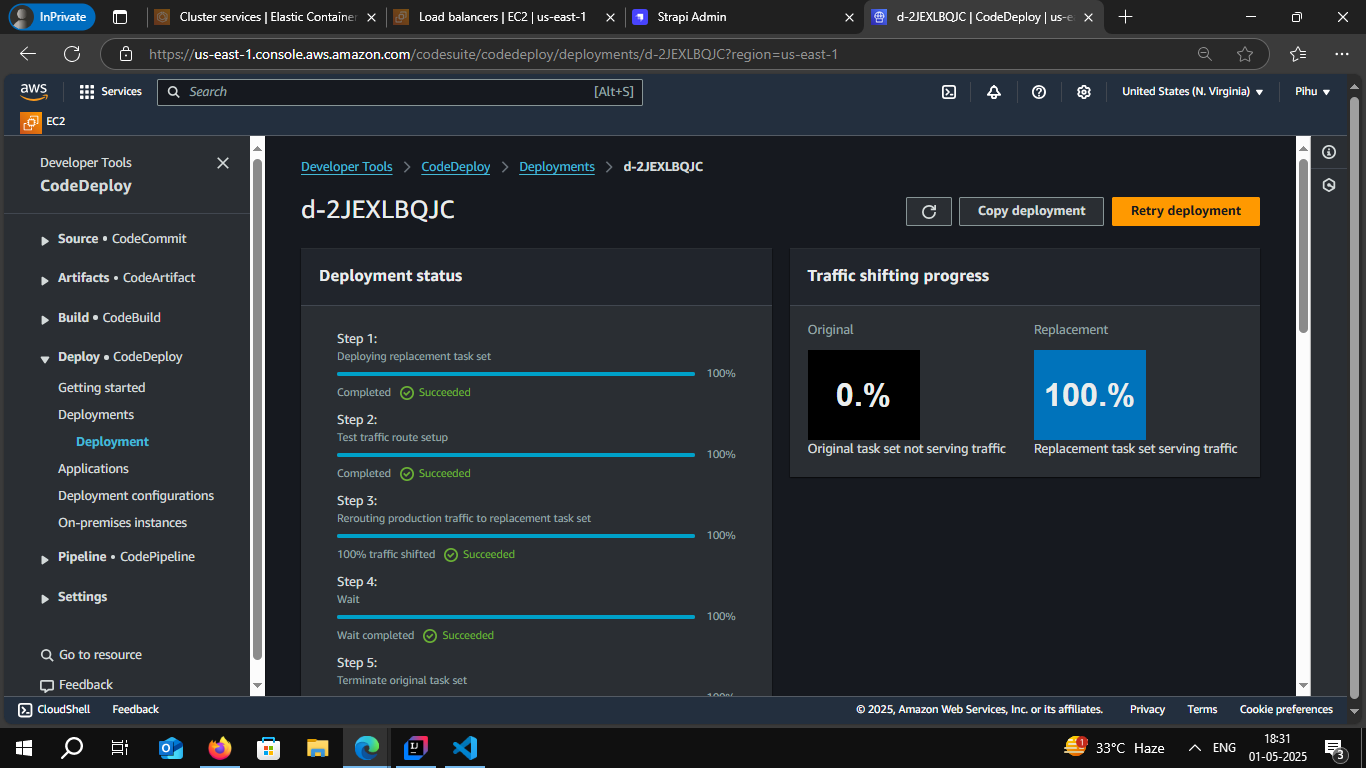 InPrivate
Cluster services | Elastic Container
Load balancers | EC2 | us-east-1
Strapi Admin
d-2JEXLBQJC | CodeDeploy | us-ea
https://us-east-1.console.aws.amazon.com/codesuite/codedeploy/deployments/d-2JEXLBQJC?region=us-east-1
aws
Services
Search
[Alt+S]
United States (N. Virginia)
Pihu
EC2
Developer Tools
CodeDeploy
Source • CodeCommit
Artifacts • CodeArtifact
Build • CodeBuild
Deploy • CodeDeploy
Getting started
Deployments
Deployment
Applications
Deployment configurations
On-premises instances
Pipeline • CodePipeline
Settings
Go to resource
Feedback
Developer Tools > CodeDeploy > Deployments > d-2JEXLBQJC
d-2JEXLBQJC
Copy deployment
Retry deployment
Deployment status
Step 1:
Deploying replacement task set
100%
Completed Succeeded
Step 2:
Test traffic route setup
100%
Completed Succeeded
Step 3:
Rerouting production traffic to replacement task set
100%
100% traffic shifted Succeeded
Step 4:
Wait
100%
Wait completed Succeeded
Step 5:
Terminate original task set
Traffic shifting progress
Original
0.%
Original task set not serving traffic
Replacement
100.%
Replacement task set serving traffic
CloudShell
Feedback
© 2025, Amazon Web Services, Inc. or its affiliates.
Privacy
Terms
Cookie preferences
1
33°C Haze
ENG
18:31
01-05-2025
3